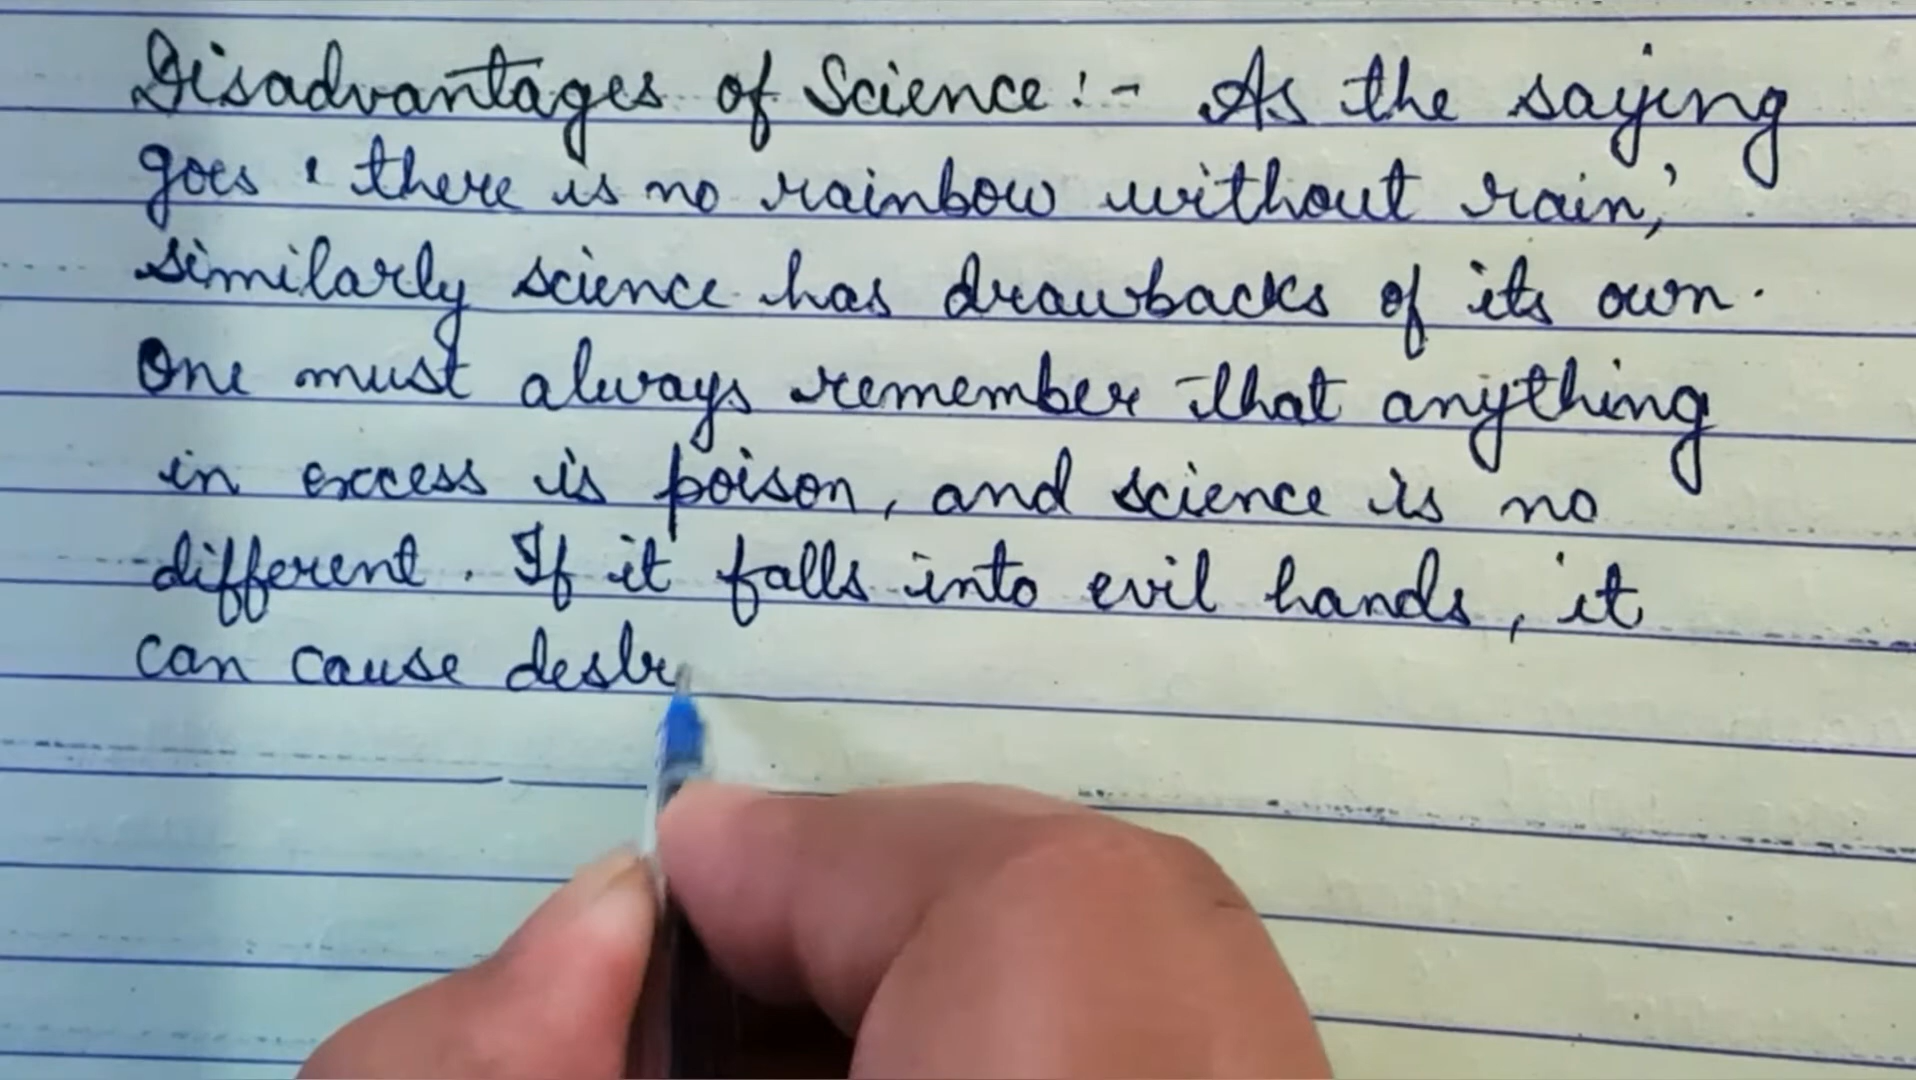 Disadvantages of Science:- As the saying
goes 'there is no rainbow without rain,'
similarly science has drawbacks of its own.
One must always remember that anything
in excess is poison, and science is no
different. If it falls into evil hands, it
can cause destr